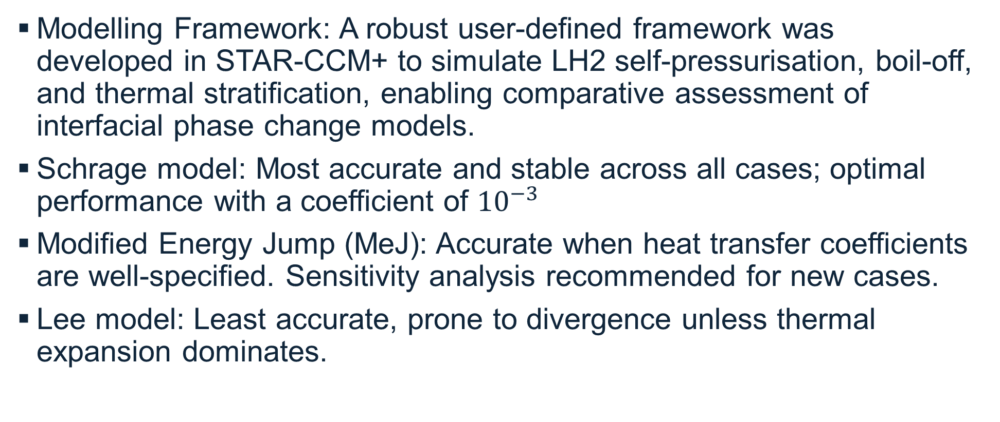 ▪ Modelling Framework: A robust user-defined framework was
developed in STAR-CCM+ to simulate LH2 self-pressurisation, boil-off,
and thermal stratification, enabling comparative assessment of
interfacial phase change models.
▪ Schrage model: Most accurate and stable across all cases; optimal
performance with a coefficient of 10⁻³
▪ Modified Energy Jump (MeJ): Accurate when heat transfer coefficients
are well-specified. Sensitivity analysis recommended for new cases.
▪ Lee model: Least accurate, prone to divergence unless thermal
expansion dominates.